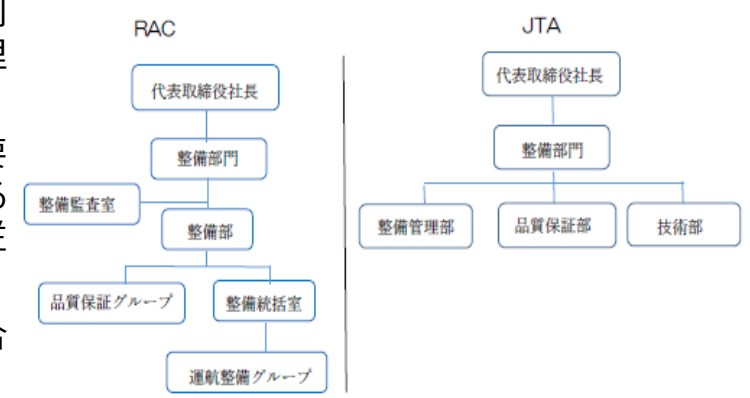 RAC
代表取締役社長
整備部門
整備監査室
整備部
品質保証グループ
整備統括室
運航整備グループ
JTA
代表取締役社長
整備部門
整備管理部
品質保証部
技術部